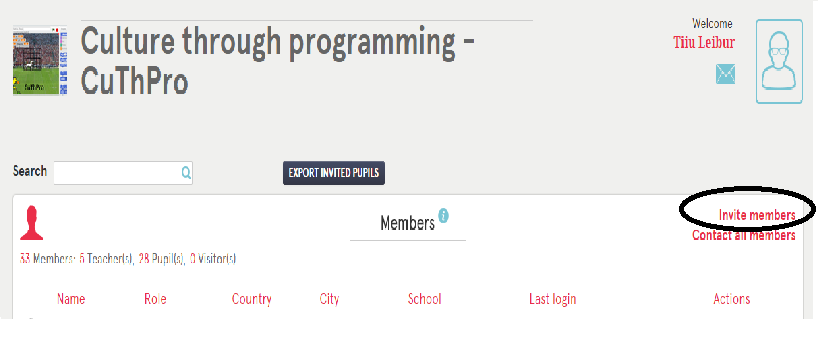 Culture through programming -
CuThPro
Welcome
Tiiu Leibur
CuThPro
Search
EXPORT INVITED PUPILS
Members i
Invite members
Contact all members
33 Members: 5 Teacher(s), 28 Pupil(s), 0 Visitor(s)
Name Role Country City School Last login Actions